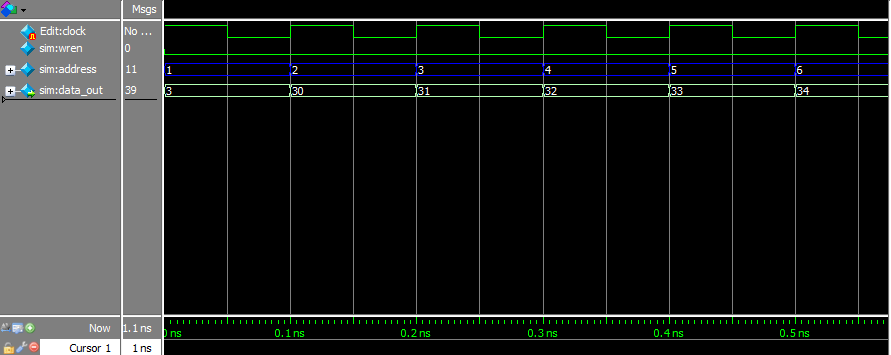 Msgs
Edit:clock No ...
sim:wren 0
sim:address 11 1 2 3 4 5 6
sim:data_out 39 3 30 31 32 33 34
Now 1.1 ns 0 ns 0.1 ns 0.2 ns 0.3 ns 0.4 ns 0.5 ns
Cursor 1 1 ns